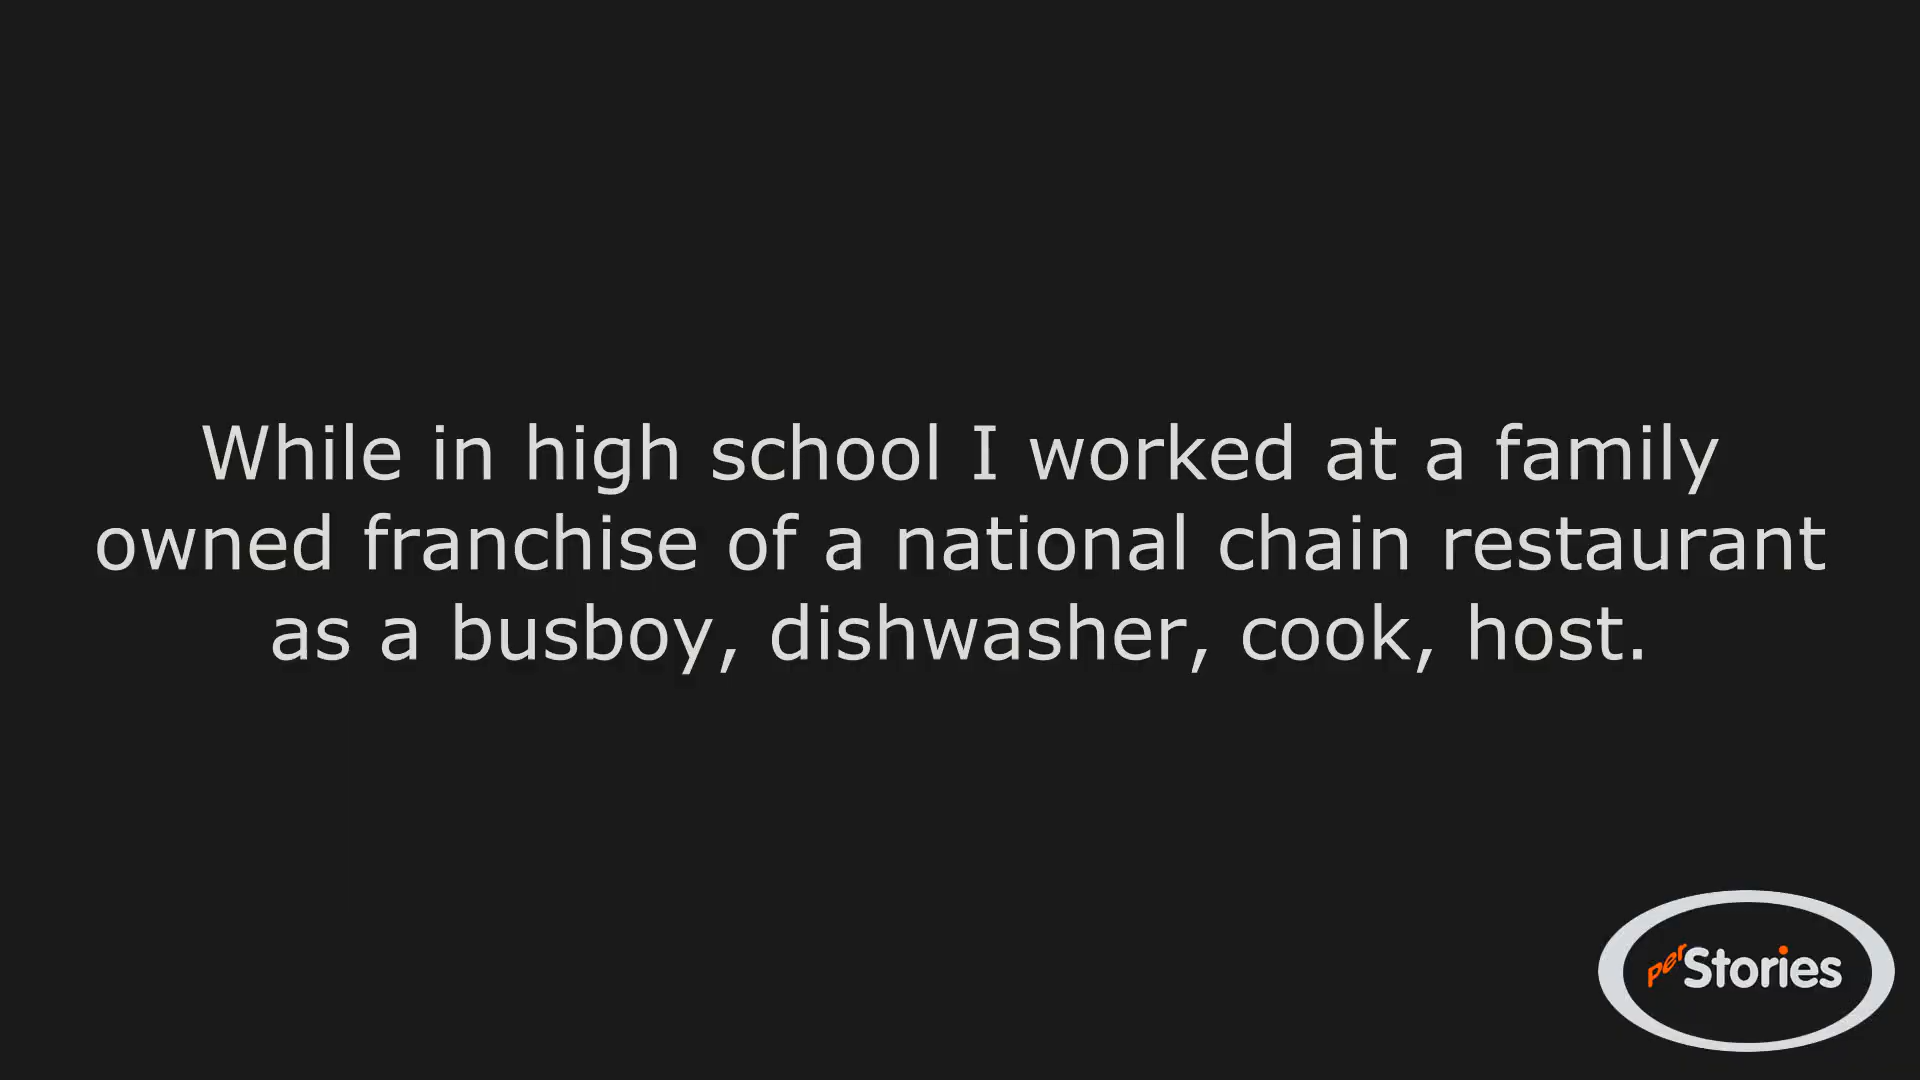 While in high school I worked at a family
owned franchise of a national chain restaurant
as a busboy, dishwasher, cook, host.
perStories